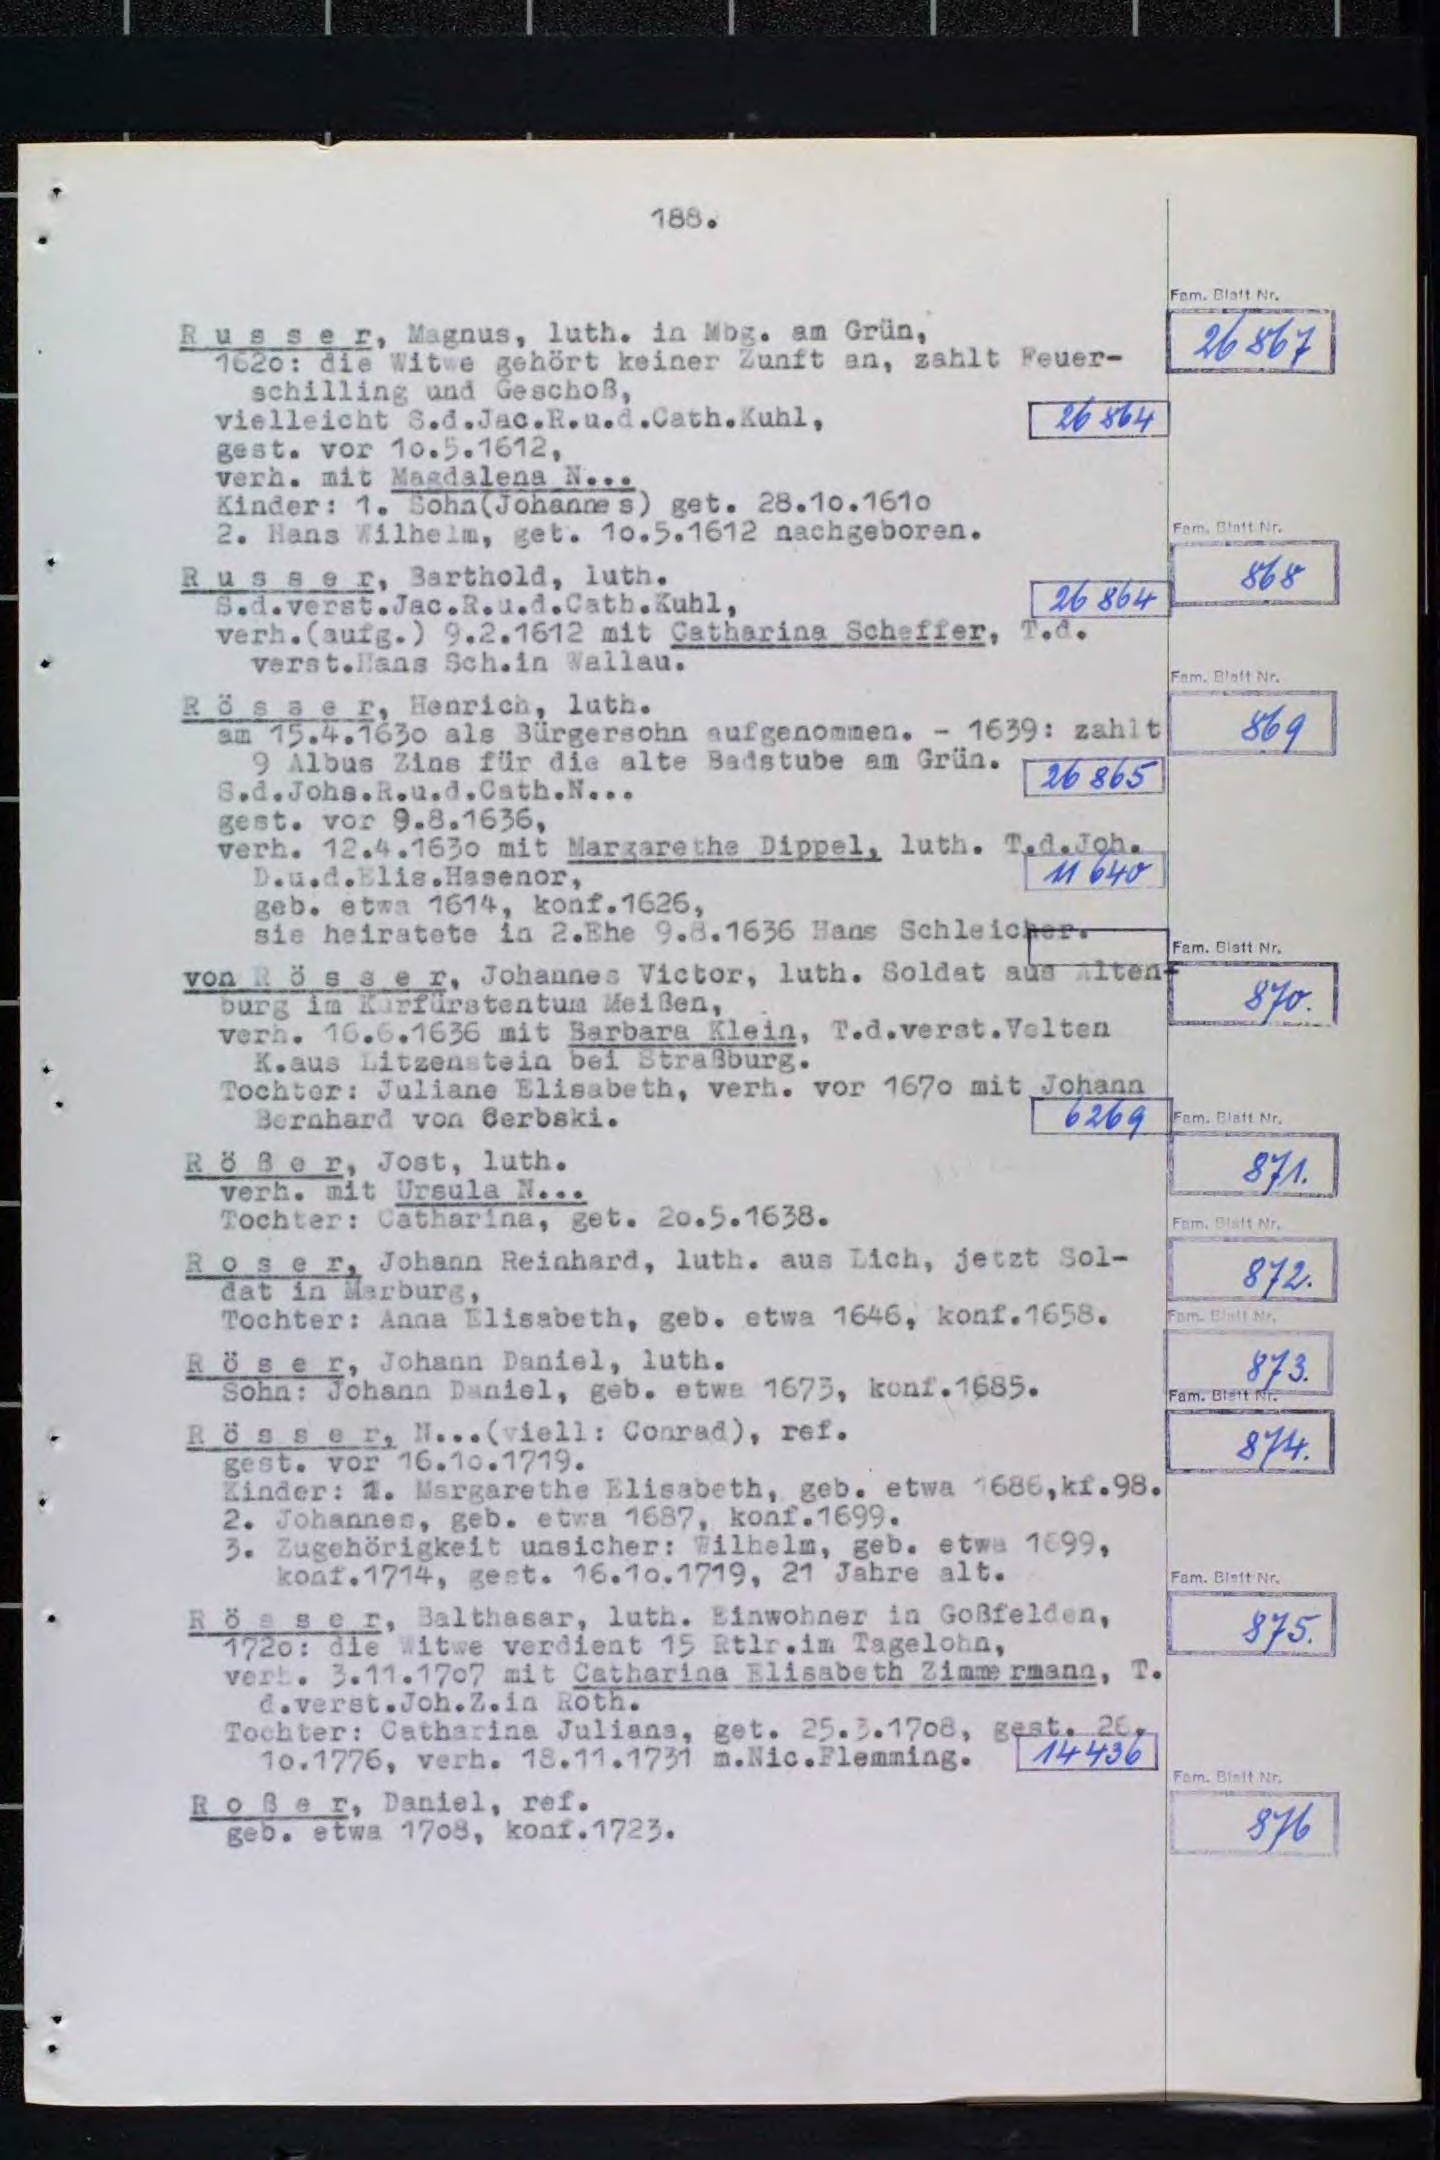 188.
Fam. Blatt Nr.
R u s s e r, Magnus, luth. in Mbg. am Grün,
26 867
162o: die Witwe gehört keiner Zunft an, zahlt Feuer-
schilling und Geschoß,
vielleicht S.d.Jac.R.u.d.Cath.Kuhl,
26 864
gest. vor 1o.5.1612,
verh. mit Magdalena N...
Kinder: 1. Sohn(Johannes) get. 28.1o.161o
2. Hans Wilhelm, get. 1o.5.1612 nachgeboren.
Fam. Blatt Nr.
R u s s e r, Barthold, luth.
868
S.d.verst.Jac.R.u.d.Cath.Kuhl,
26 864
verh.(aufg.) 9.2.1612 mit Catharina Scheffer, T.d.
verst.Hans Sch.in Wallau.
Fam. Blatt Nr.
R ö s s e r, Henrich, luth.
869
am 15.4.163o als Bürgersohn aufgenommen. - 1639: zahlt
9 Albus Zins für die alte Badstube am Grün.
26 865
S.d.Johs.R.u.d.Cath.N...
gest. vor 9.8.1636,
verh. 12.4.163o mit Margarethe Dippel, luth. T.d.Joh.
D.u.d.Elis.Hasenor,
11 640
geb. etwa 1614, konf.1626,
sie heiratete in 2.Ehe 9.8.1636 Hans Schleicher.
Fam. Blatt Nr.
von R ö s s e r, Johannes Victor, luth. Soldat aus Alten-
870.
burg im Kurfürstentum Meißen,
verh. 16.6.1636 mit Barbara Klein, T.d.verst.Velten
K.aus Litzenstein bei Straßburg.
Tochter: Juliane Elisabeth, verh. vor 167o mit Johann
Bernhard von Gerbski.
6269
Fam. Blatt Nr.
R ö ß e r, Jost, luth.
871.
verh. mit Ursula N...
Tochter: Catharina, get. 2o.5.1638.
Fam. Blatt Nr.
R o s e r, Johann Reinhard, luth. aus Lich, jetzt Sol-
872.
dat in Marburg,
Tochter: Anna Elisabeth, geb. etwa 1646, konf.1658.
Fam. Blatt Nr.
R ö s e r, Johann Daniel, luth.
873.
Sohn: Johann Daniel, geb. etwa 1673, konf.1685.
Fam. Blatt Nr.
R ö s s e r, N...(viell: Conrad), ref.
874.
gest. vor 16.1o.1719.
Kinder: 1. Margarethe Elisabeth, geb. etwa 1686,kf.98.
2. Johannes, geb. etwa 1687, konf.1699.
3. Zugehörigkeit unsicher: Wilhelm, geb. etwa 1699,
konf.1714, gest. 16.1o.1719, 21 Jahre alt.
Fam. Blatt Nr.
R ö s s e r, Balthasar, luth. Einwohner in Goßfelden,
875.
172o: die Witwe verdient 15 Rtlr.im Tagelohn,
verh. 3.11.17o7 mit Catharina Elisabeth Zimmermann, T.
d.verst.Joh.Z.in Roth.
Tochter: Catharina Juliana, get. 25.3.17o8, gest. 26.
1o.1776, verh. 18.11.1731 m.Nic.Flemming.
14436
Fam. Blatt Nr.
R o ß e r, Daniel, ref.
876
geb. etwa 17o8, konf.1723.